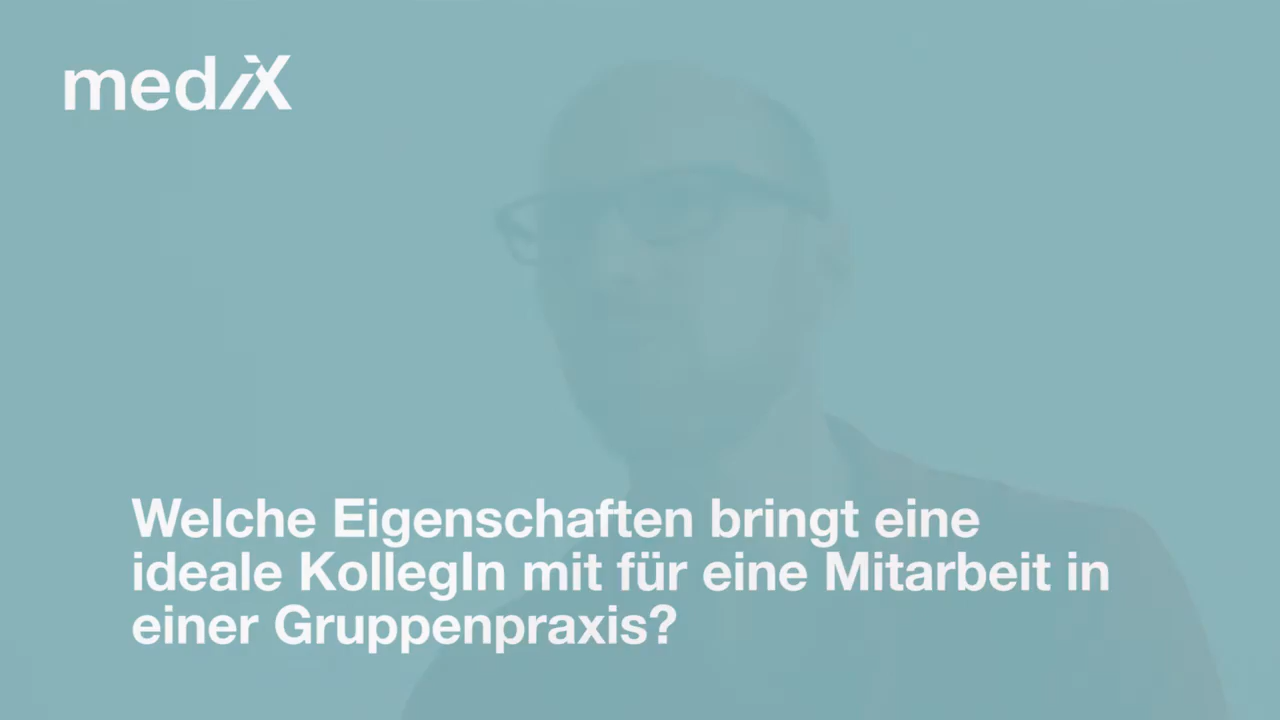 mediX
Welche Eigenschaften bringt eine
ideale KollegIn mit für eine Mitarbeit in
einer Gruppenpraxis?